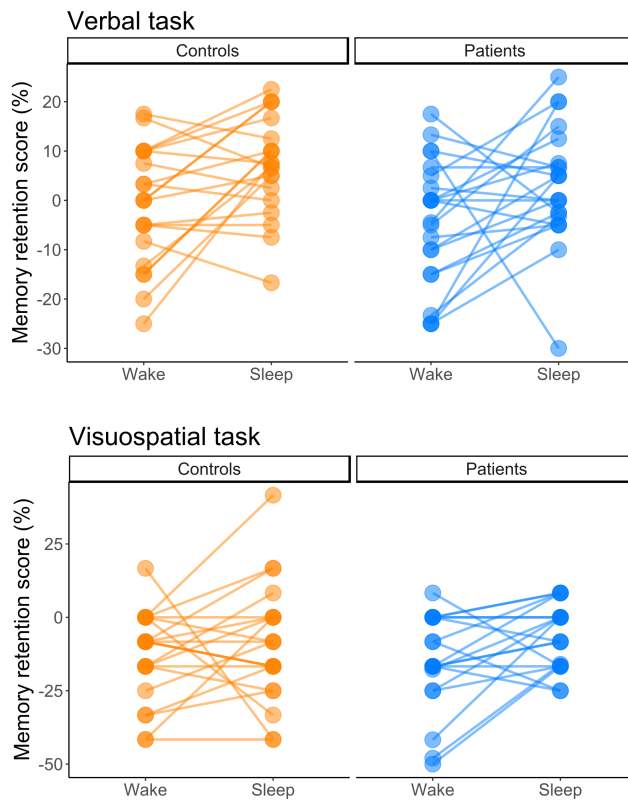 Verbal task
Controls Patients
Memory retention score (%)
20
10
0
-10
-20
-30
Wake Sleep Wake Sleep
Visuospatial task
Controls Patients
Memory retention score (%)
25
0
-25
-50
Wake Sleep Wake Sleep